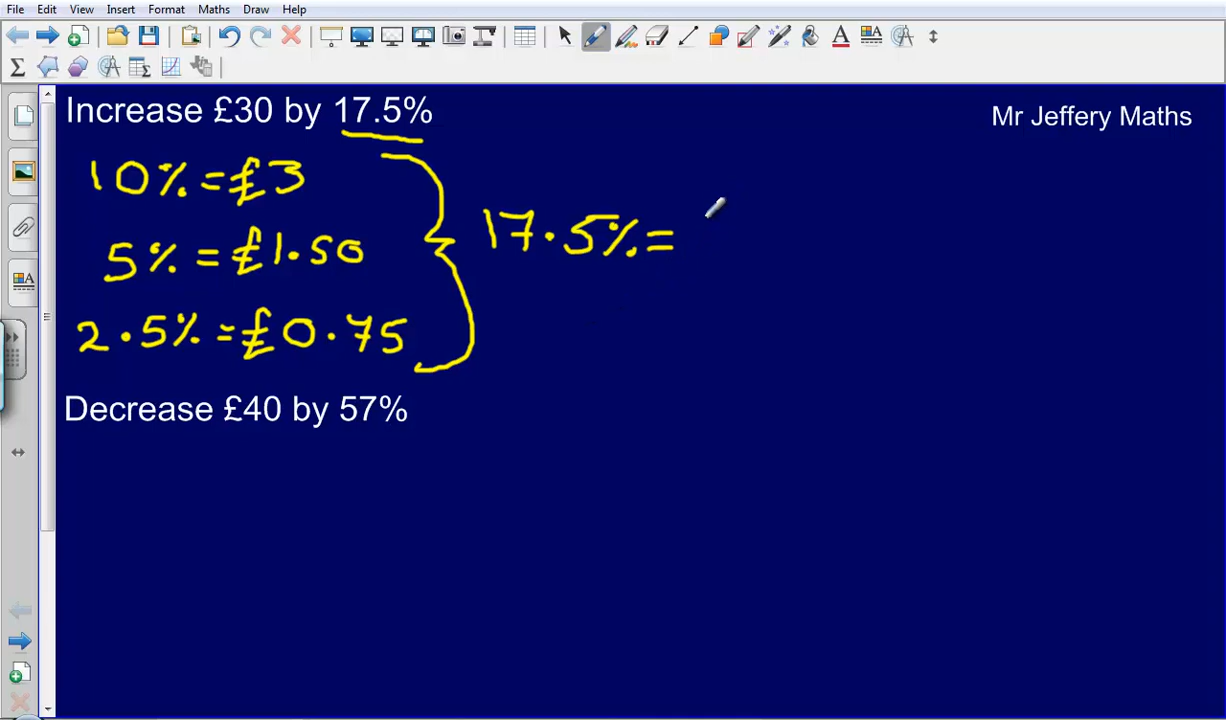 File Edit View Insert Format Maths Draw Help
Increase £30 by 17.5%
Mr Jeffery Maths
10% = £3
5% = £1.50
2.5% = £0.75
17.5% =
Decrease £40 by 57%